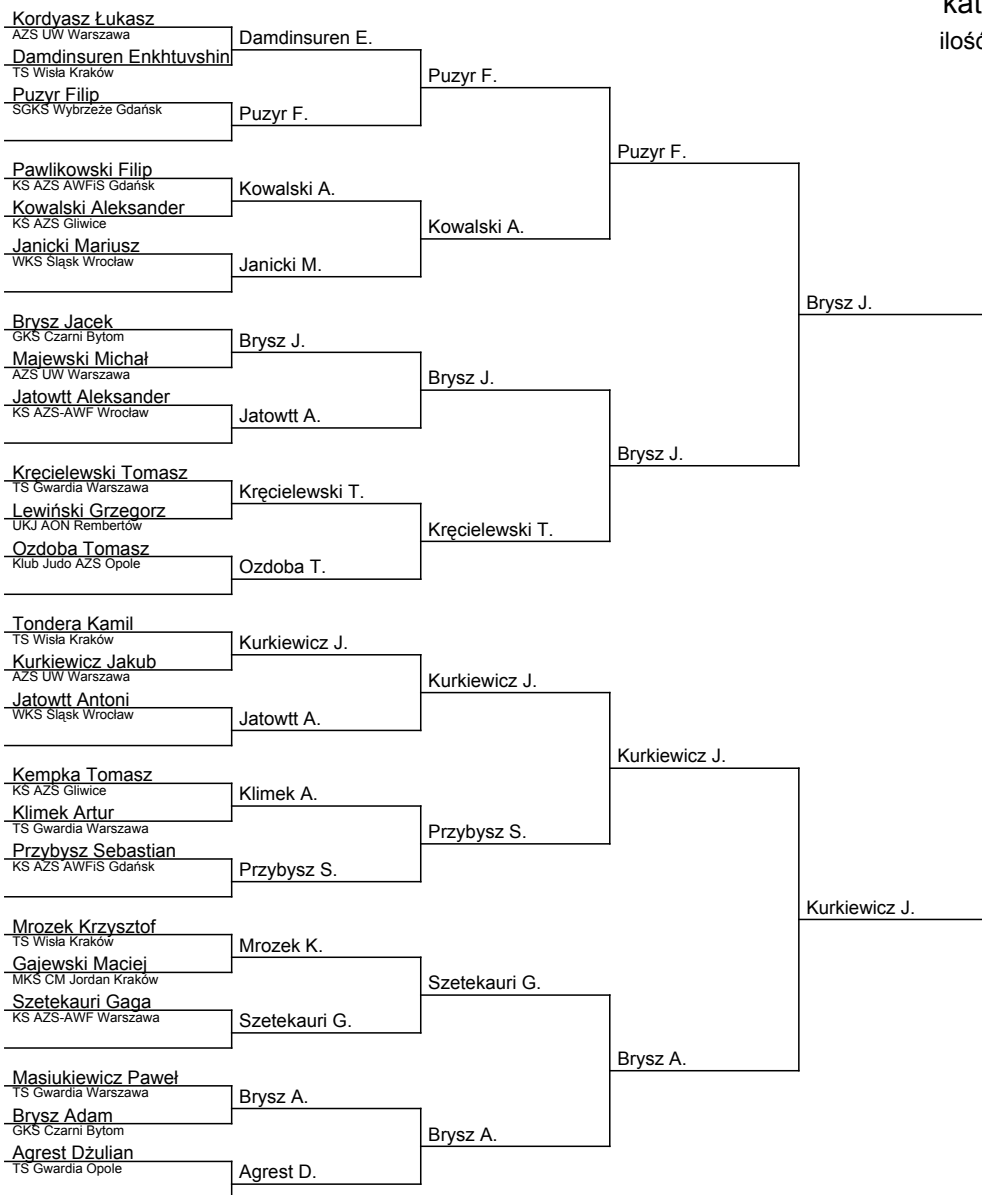 kat
ilość
Kordyasz Łukasz
AZS UW Warszawa
Damdinsuren Enkhtuvshin
TS Wisła Kraków
Puzyr Filip
SGKS Wybrzeże Gdańsk
Pawlikowski Filip
KS AZS AWFiS Gdańsk
Kowalski Aleksander
KS AZS Gliwice
Janicki Mariusz
WKS Śląsk Wrocław
Brysz Jacek
GKS Czarni Bytom
Majewski Michał
AZS UW Warszawa
Jatowtt Aleksander
KS AZS-AWF Wrocław
Kręcielewski Tomasz
TS Gwardia Warszawa
Lewiński Grzegorz
UKJ AON Rembertów
Ozdoba Tomasz
Klub Judo AZS Opole
Tondera Kamil
TS Wisła Kraków
Kurkiewicz Jakub
AZS UW Warszawa
Jatowtt Antoni
WKS Śląsk Wrocław
Kempka Tomasz
KS AZS Gliwice
Klimek Artur
TS Gwardia Warszawa
Przybysz Sebastian
KS AZS AWFiS Gdańsk
Mrozek Krzysztof
TS Wisła Kraków
Gajewski Maciej
MKS CM Jordan Kraków
Szetekauri Gaga
KS AZS-AWF Warszawa
Masiukiewicz Paweł
TS Gwardia Warszawa
Brysz Adam
GKS Czarni Bytom
Agrest Dżulian
TS Gwardia Opole
Damdinsuren E.
Puzyr F.
Kowalski A.
Janicki M.
Brysz J.
Jatowtt A.
Kręcielewski T.
Ozdoba T.
Kurkiewicz J.
Jatowtt A.
Klimek A.
Przybysz S.
Mrozek K.
Szetekauri G.
Brysz A.
Agrest D.
Puzyr F.
Kowalski A.
Brysz J.
Kręcielewski T.
Kurkiewicz J.
Przybysz S.
Szetekauri G.
Brysz A.
Puzyr F.
Brysz J.
Kurkiewicz J.
Brysz A.
Brysz J.
Kurkiewicz J.